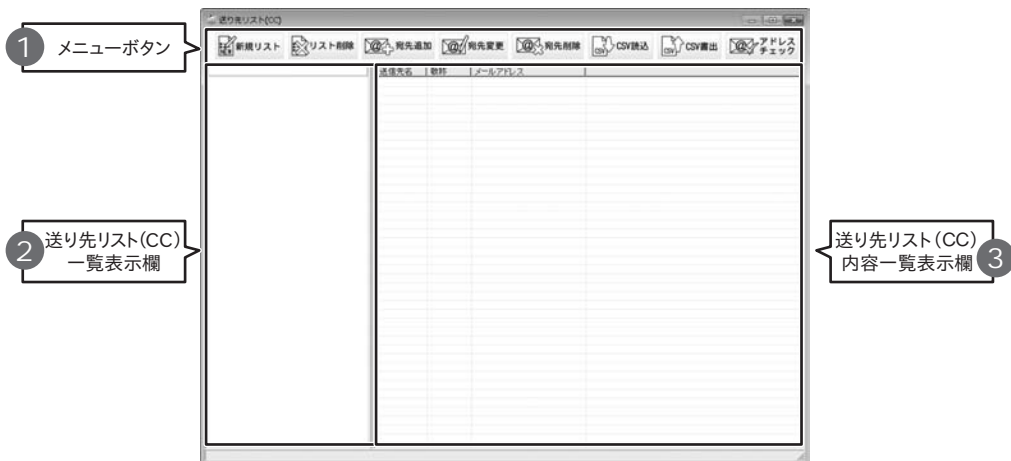 送り先リスト(CC)
新規リスト リスト削除 宛先追加 宛先変更 宛先削除 CSV読込 CSV書出 アドレス
チェック
送信先名 敬称 メールアドレス
1 メニューボタン
2 送り先リスト(CC)
一覧表示欄
送り先リスト(CC)
内容一覧表示欄 3